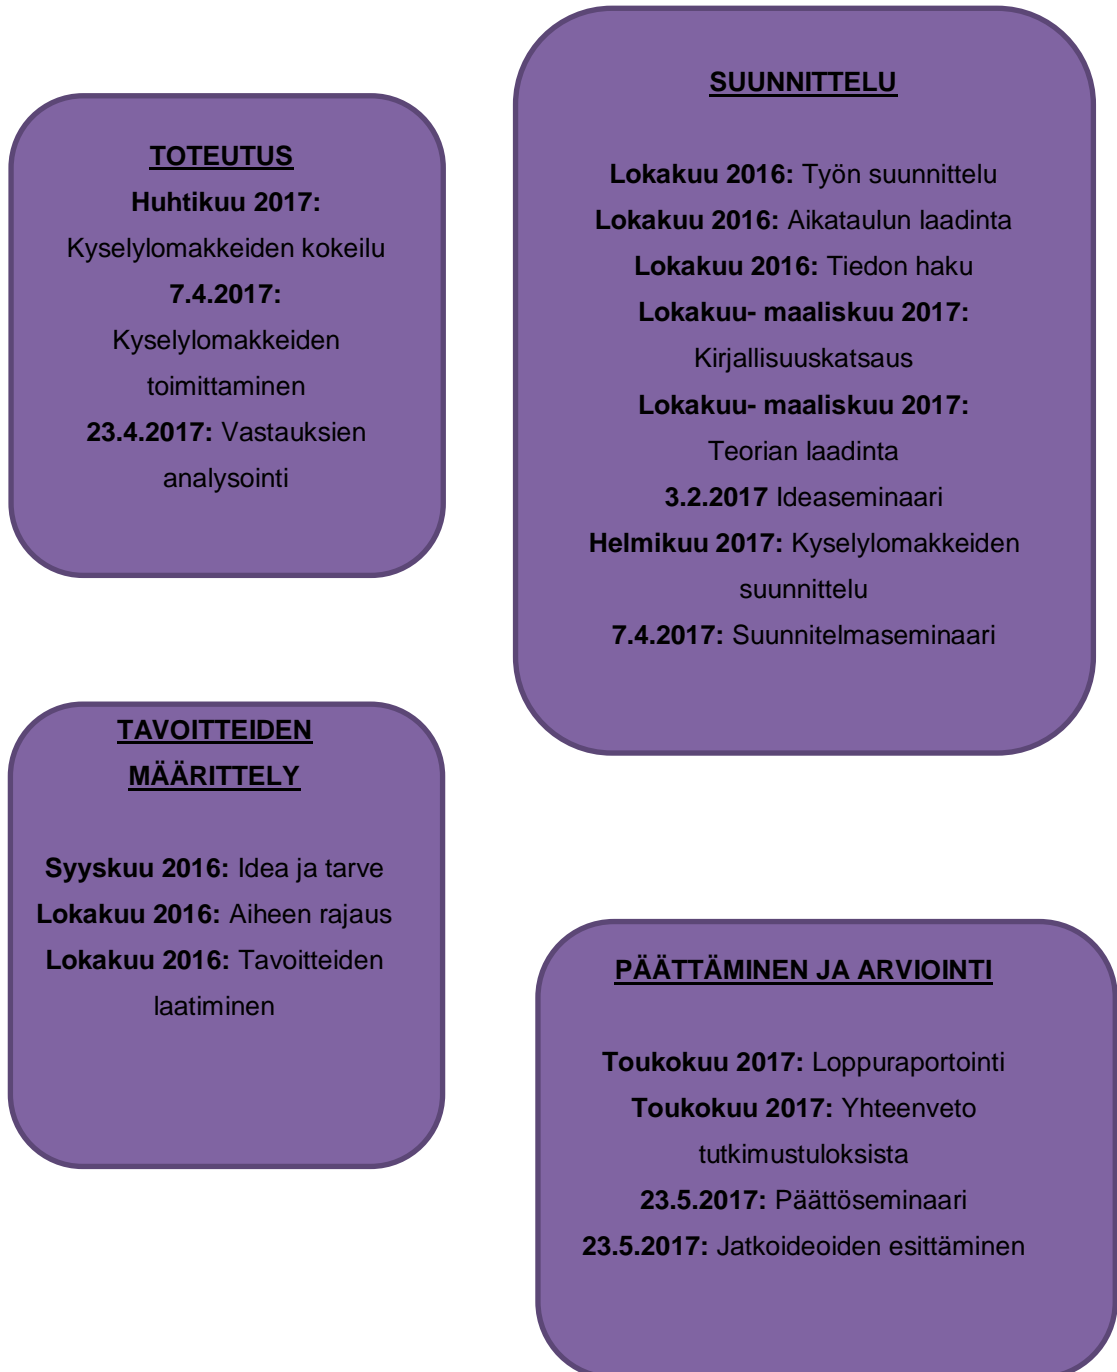 TOTEUTUS
Huhtikuu 2017:
Kyselylomakkeiden kokeilu
7.4.2017:
Kyselylomakkeiden
toimittaminen
23.4.2017: Vastauksien
analysointi
SUUNNITTELU
Lokakuu 2016: Työn suunnittelu
Lokakuu 2016: Aikataulun laadinta
Lokakuu 2016: Tiedon haku
Lokakuu- maaliskuu 2017:
Kirjallisuuskatsaus
Lokakuu- maaliskuu 2017:
Teorian laadinta
3.2.2017 Ideaseminaari
Helmikuu 2017: Kyselylomakkeiden
suunnittelu
7.4.2017: Suunnitelmaseminaari
TAVOITTEIDEN
MÄÄRITTELY
Syyskuu 2016: Idea ja tarve
Lokakuu 2016: Aiheen rajaus
Lokakuu 2016: Tavoitteiden
laatiminen
PÄÄTTÄMINEN JA ARVIOINTI
Toukokuu 2017: Loppuraportointi
Toukokuu 2017: Yhteenveto
tutkimustuloksista
23.5.2017: Päättöseminaari
23.5.2017: Jatkoideoiden esittäminen